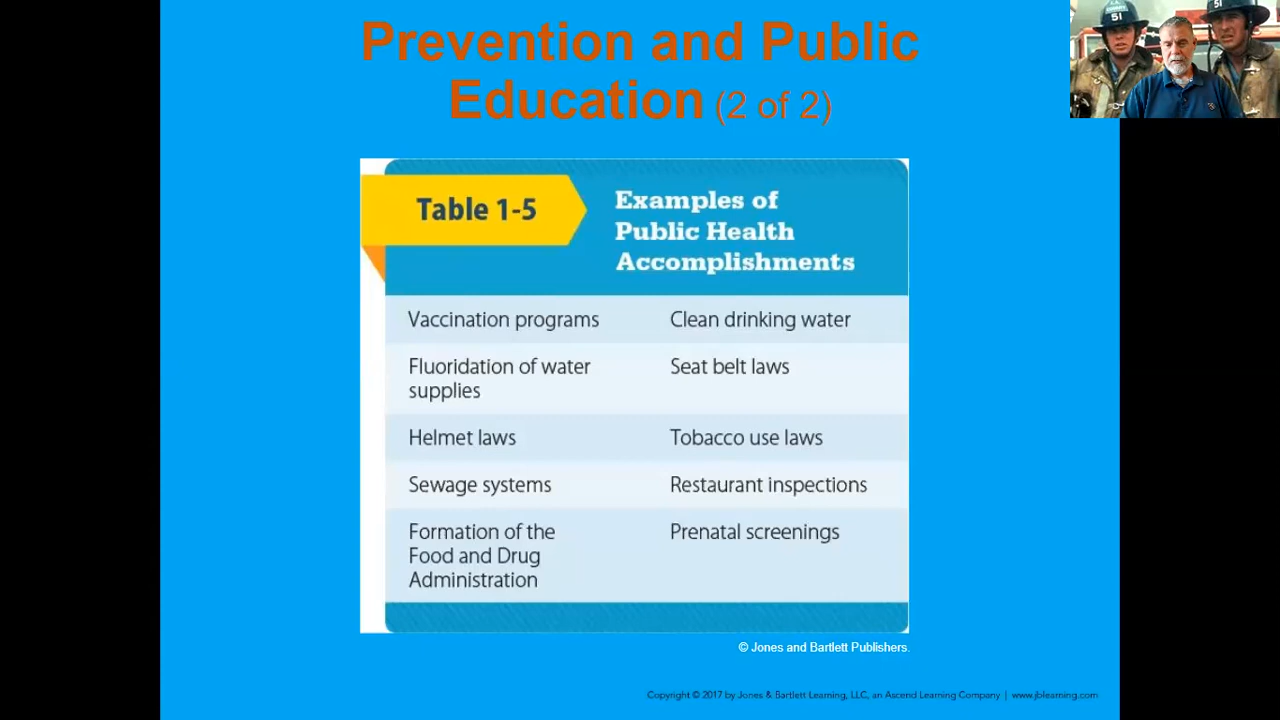 Prevention and Public
Education (2 of 2)
51
51
Table 1-5
Examples of
Public Health
Accomplishments
Vaccination programs
Clean drinking water
Fluoridation of water
supplies
Seat belt laws
Helmet laws
Tobacco use laws
Sewage systems
Restaurant inspections
Formation of the
Food and Drug
Administration
Prenatal screenings
© Jones and Bartlett Publishers.
Copyright © 2017 by Jones & Bartlett Learning, LLC, an Ascend Learning Company | www.jblearning.com